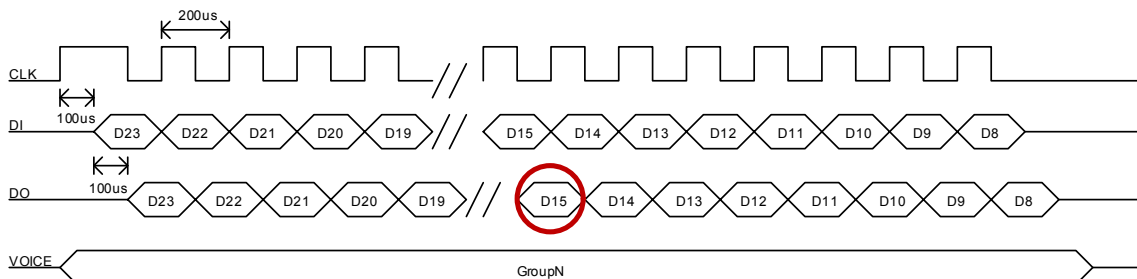 200us
CLK
100us
DI D23 D22 D21 D20 D19 D15 D14 D13 D12 D11 D10 D9 D8
100us
DO D23 D22 D21 D20 D19 D15 D14 D13 D12 D11 D10 D9 D8
VOICE GroupN